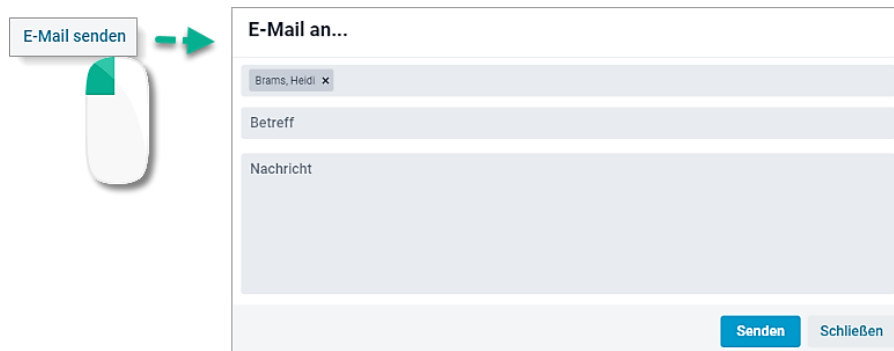 E-Mail senden
E-Mail an...
Brams, Heidi ×
Betreff
Nachricht
Senden Schließen